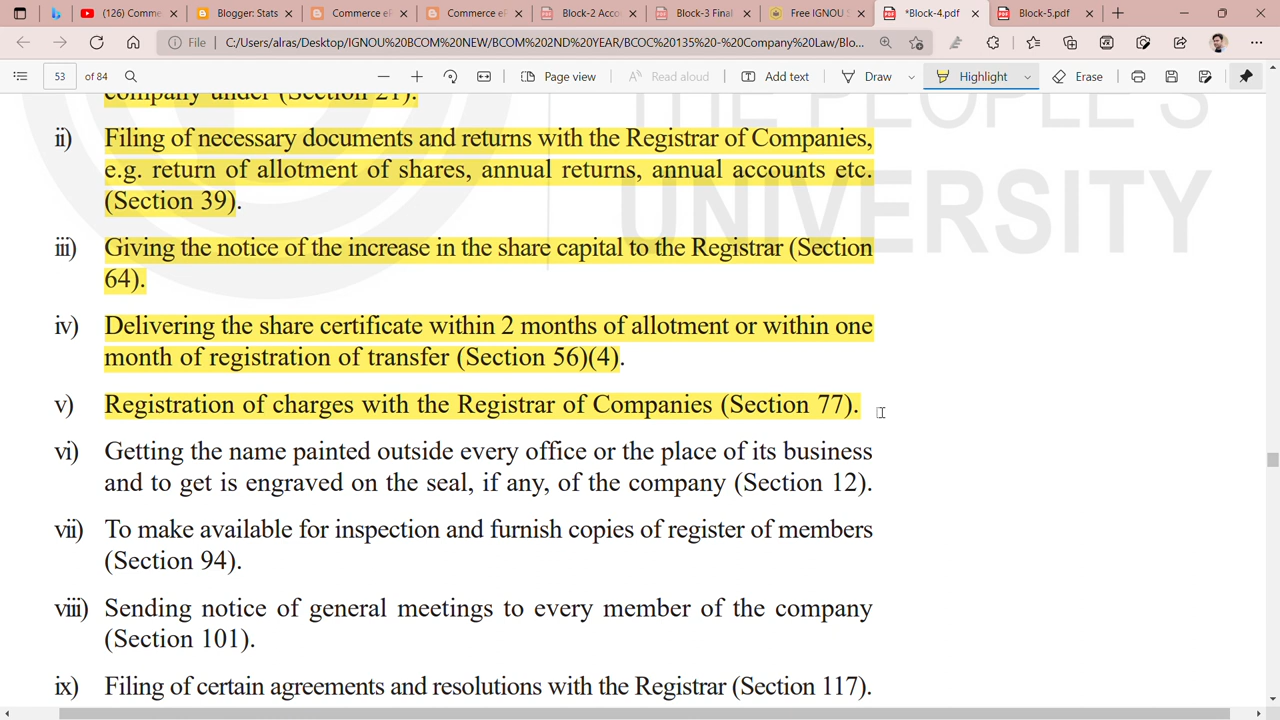 (126) Comme
Blogger: Stats
Commerce eF
Commerce eF
Block-2 Acco
Block-3 Final
Free IGNOU S
*Block-4.pdf
Block-5.pdf
File
C:/Users/alras/Desktop/IGNOU%20BCOM%20NEW/BCOM%202ND%20YEAR/BCOC%20135%20-%20Company%20Law/Blo...
53 of 84
Page view
Read aloud
Add text
Draw
Highlight
Erase
THE PEOPLE'S
UNIVERSITY
company under (Section 21).
ii) Filing of necessary documents and returns with the Registrar of Companies,
e.g. return of allotment of shares, annual returns, annual accounts etc.
(Section 39).
iii) Giving the notice of the increase in the share capital to the Registrar (Section
64).
iv) Delivering the share certificate within 2 months of allotment or within one
month of registration of transfer (Section 56)(4).
v) Registration of charges with the Registrar of Companies (Section 77).
vi) Getting the name painted outside every office or the place of its business
and to get is engraved on the seal, if any, of the company (Section 12).
vii) To make available for inspection and furnish copies of register of members
(Section 94).
viii) Sending notice of general meetings to every member of the company
(Section 101).
ix) Filing of certain agreements and resolutions with the Registrar (Section 117).